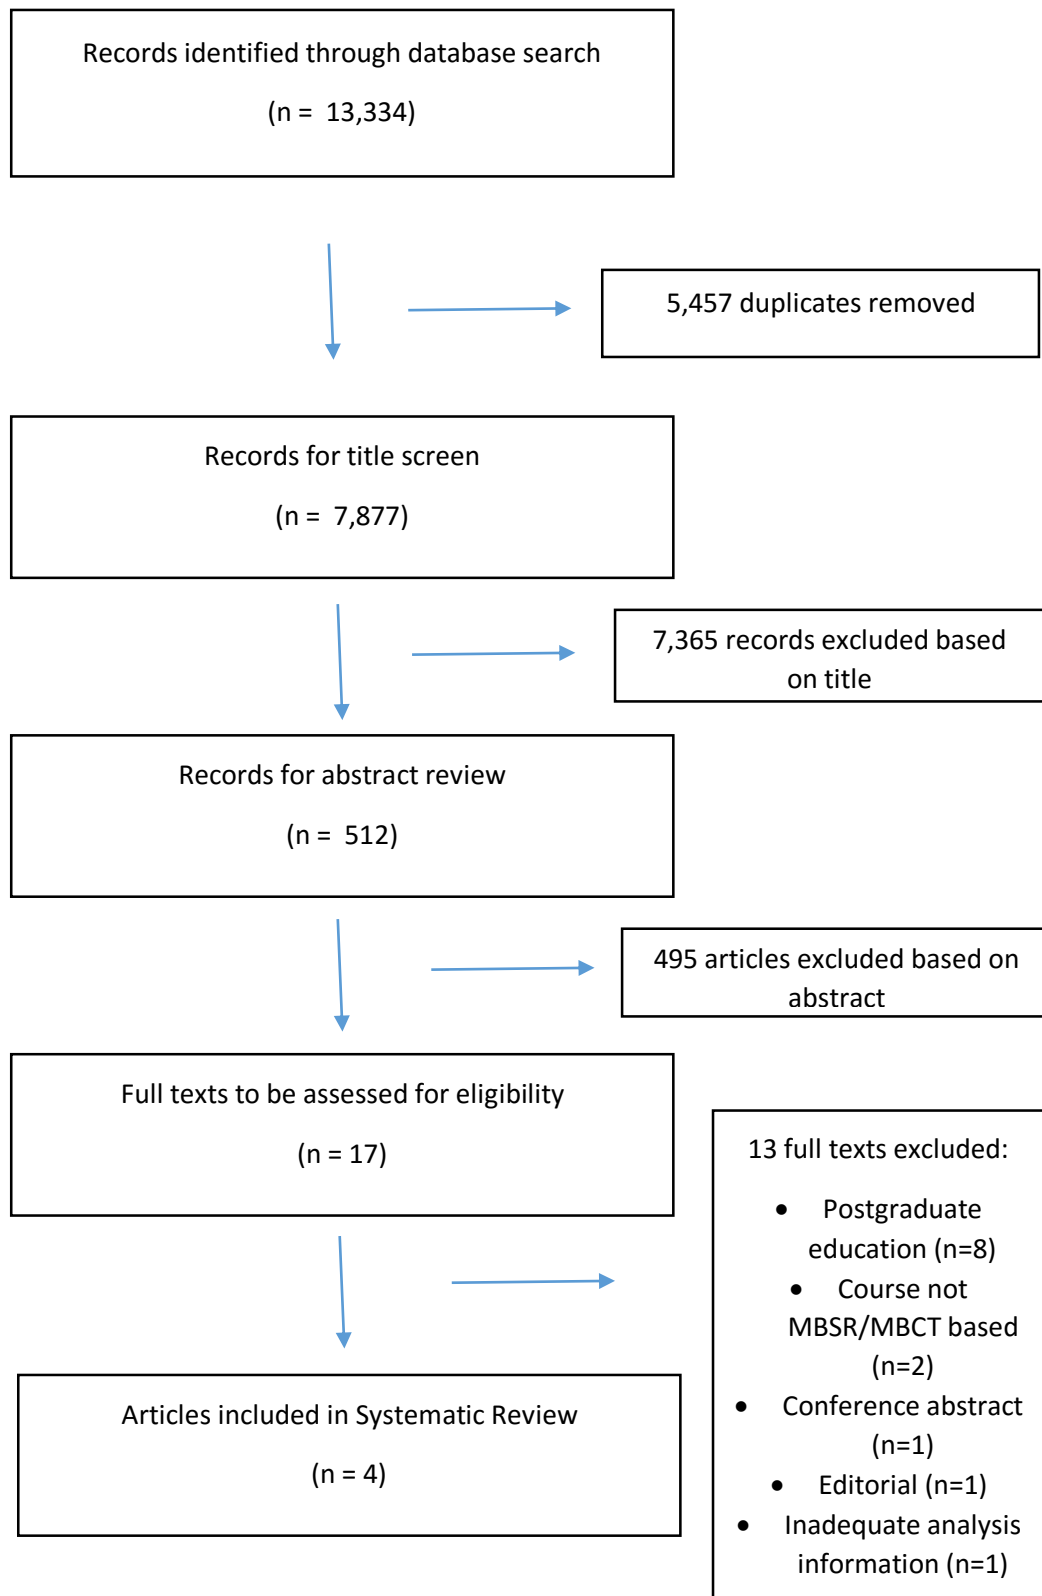 Records identified through database search
(n = 13,334)
5,457 duplicates removed
Records for title screen
(n = 7,877)
7,365 records excluded based
on title
Records for abstract review
(n = 512)
495 articles excluded based on
abstract
Full texts to be assessed for eligibility
(n = 17)
13 full texts excluded:
• Postgraduate
education (n=8)
• Course not
MBSR/MBCT based
(n=2)
• Conference abstract
(n=1)
• Editorial (n=1)
• Inadequate analysis
information (n=1)
Articles included in Systematic Review
(n = 4)